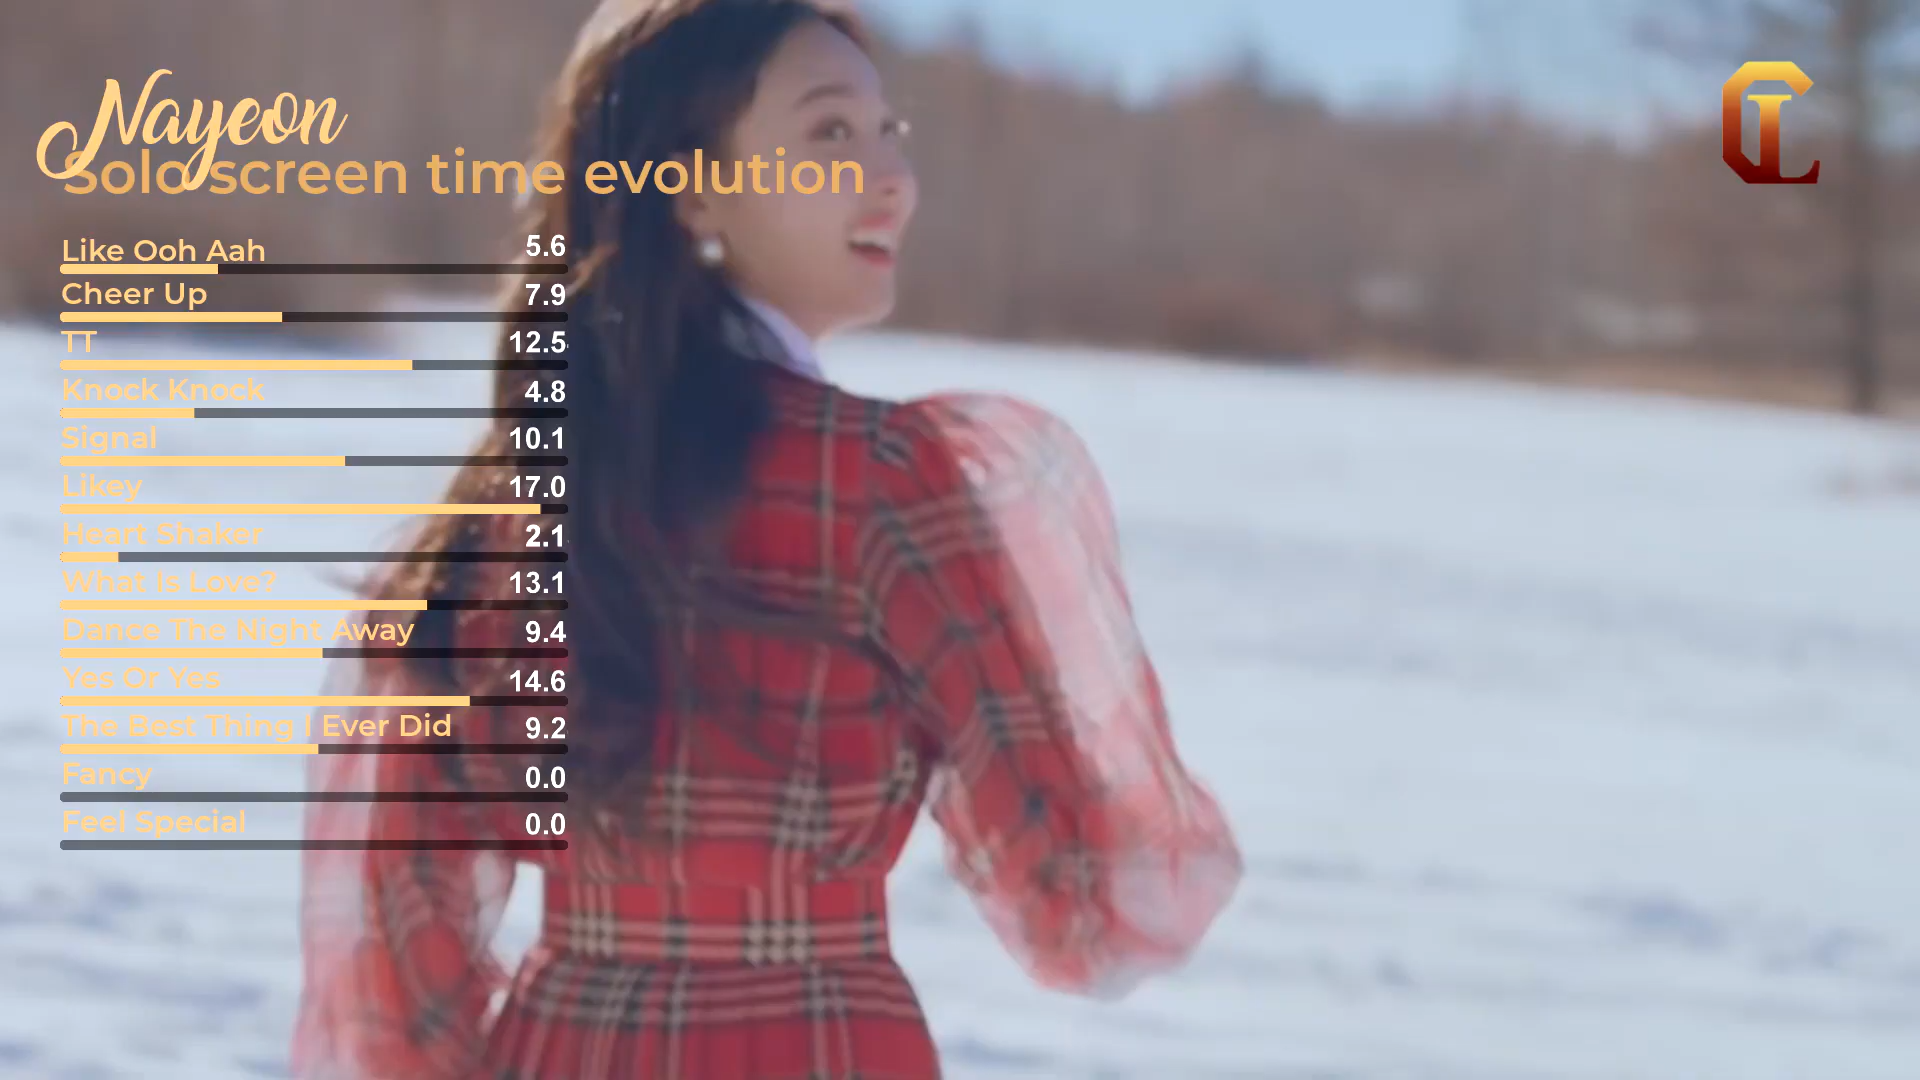 Nayeon
Solo screen time evolution
Like Ooh Aah 5.6
Cheer Up 7.9
TT 12.5
Knock Knock 4.8
Signal 10.1
Likey 17.0
Heart Shaker 2.1
What Is Love? 13.1
Dance The Night Away 9.4
Yes Or Yes 14.6
The Best Thing I Ever Did 9.2
Fancy 0.0
Feel Special 0.0
CL